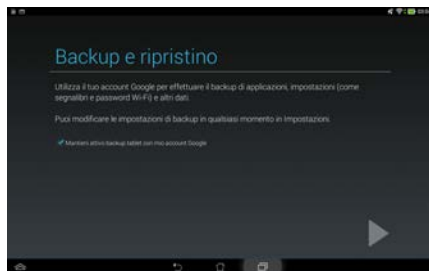 Backup e ripristino
Utilizza il tuo account Google per effettuare il backup di applicazioni, impostazioni (come
segnalibri e password Wi-Fi) e altri dati.
Puoi modificare le impostazioni di backup in qualsiasi momento in Impostazioni.
Mantieni attivo backup tablet con mio account Google